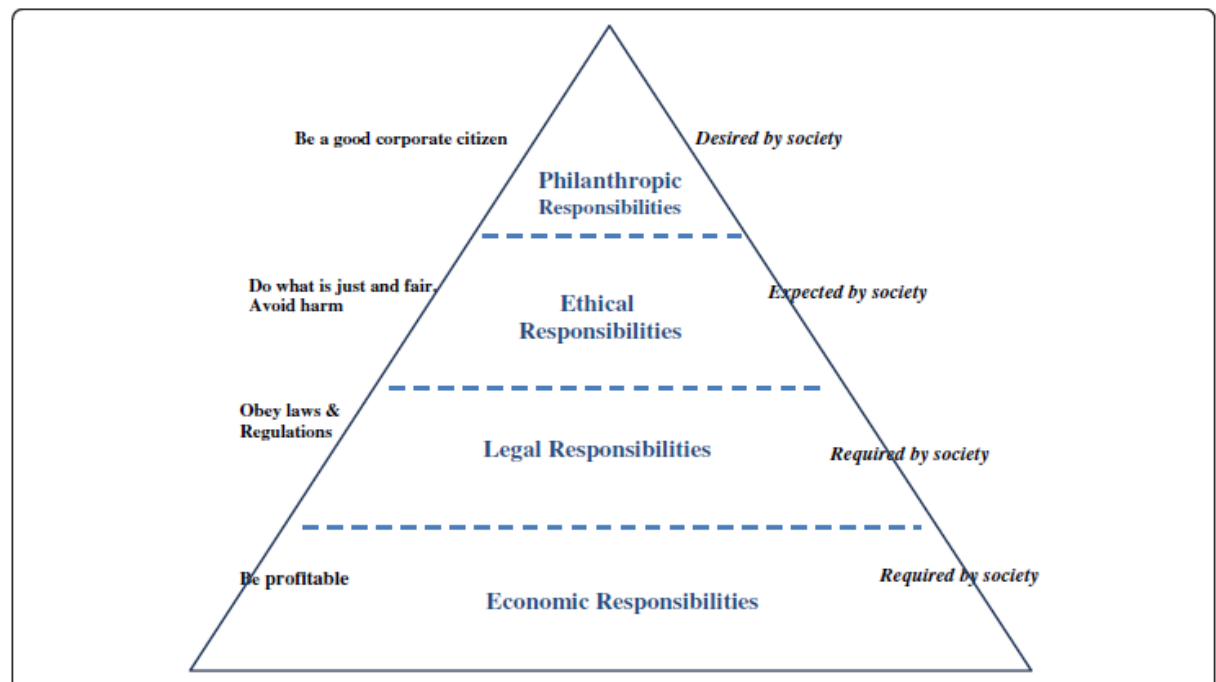 Be a good corporate citizen
Desired by society
Philanthropic
Responsibilities
Do what is just and fair,
Avoid harm
Expected by society
Ethical
Responsibilities
Obey laws &
Regulations
Legal Responsibilities
Required by society
Be profitable
Required by society
Economic Responsibilities